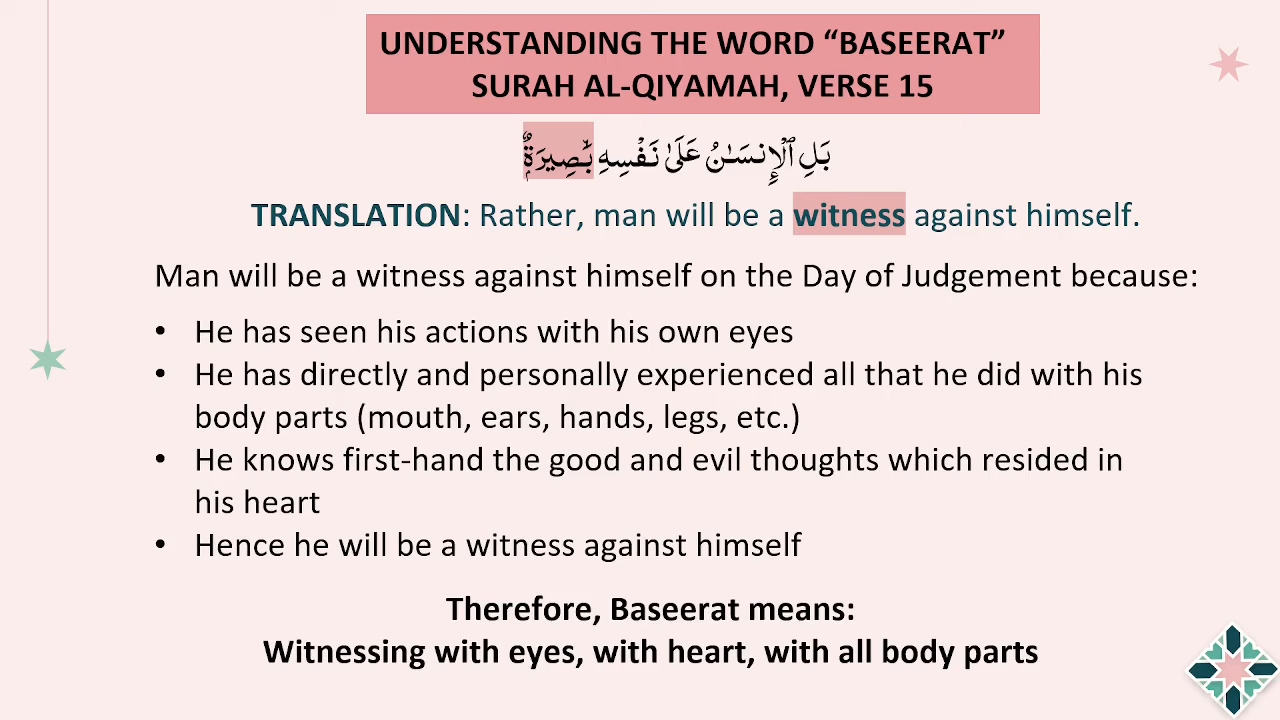 UNDERSTANDING THE WORD “BASEERAT”
SURAH AL-QIYAMAH, VERSE 15
بَلِ ٱلْإِنسَـٰنُ عَلَىٰ نَفْسِهِۦ بَصِيرَةٌ
TRANSLATION: Rather, man will be a witness against himself.
Man will be a witness against himself on the Day of Judgement because:
• He has seen his actions with his own eyes
• He has directly and personally experienced all that he did with his
body parts (mouth, ears, hands, legs, etc.)
• He knows first-hand the good and evil thoughts which resided in
his heart
• Hence he will be a witness against himself
Therefore, Baseerat means:
Witnessing with eyes, with heart, with all body parts